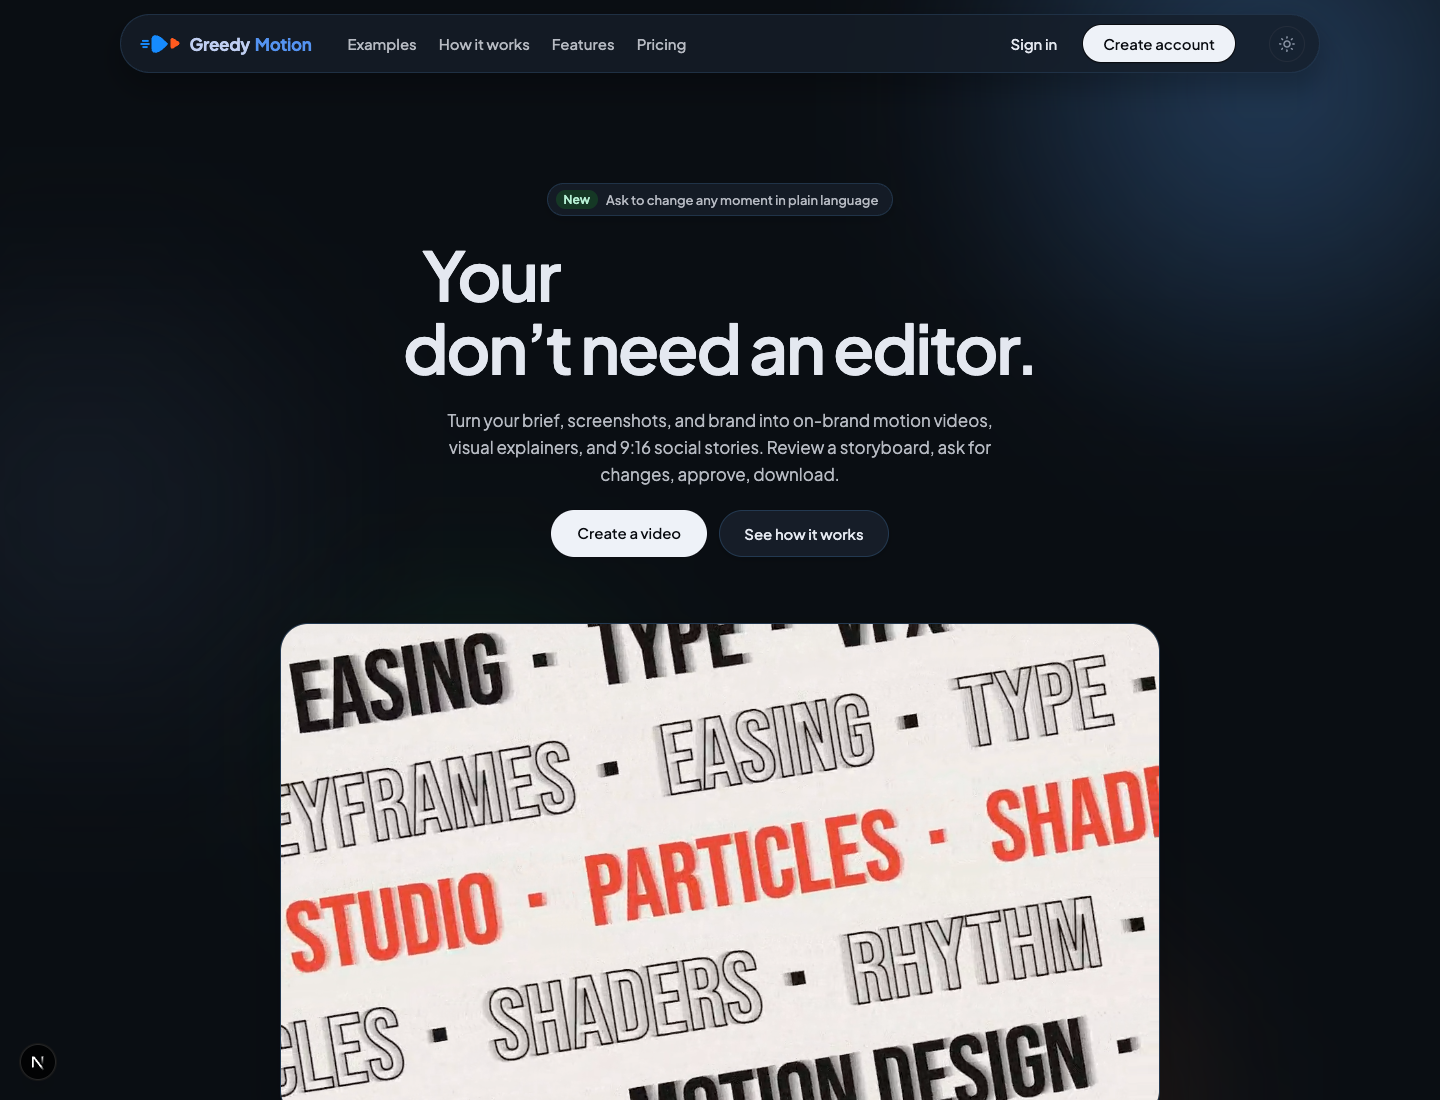 Greedy Motion Examples How it works Features Pricing Sign in Create account
New Ask to change any moment in plain language
Your
don’t need an editor.
Turn your brief, screenshots, and brand into on-brand motion videos,
visual explainers, and 9:16 social stories. Review a storyboard, ask for
changes, approve, download.
Create a video See how it works
EASING · TYPE · VFX
EYFRAMES · EASING · TYPE ·
STUDIO · PARTICLES · SHAD
CLES · SHADERS · RHYTHM ·
MOTION DESIGN ·
N